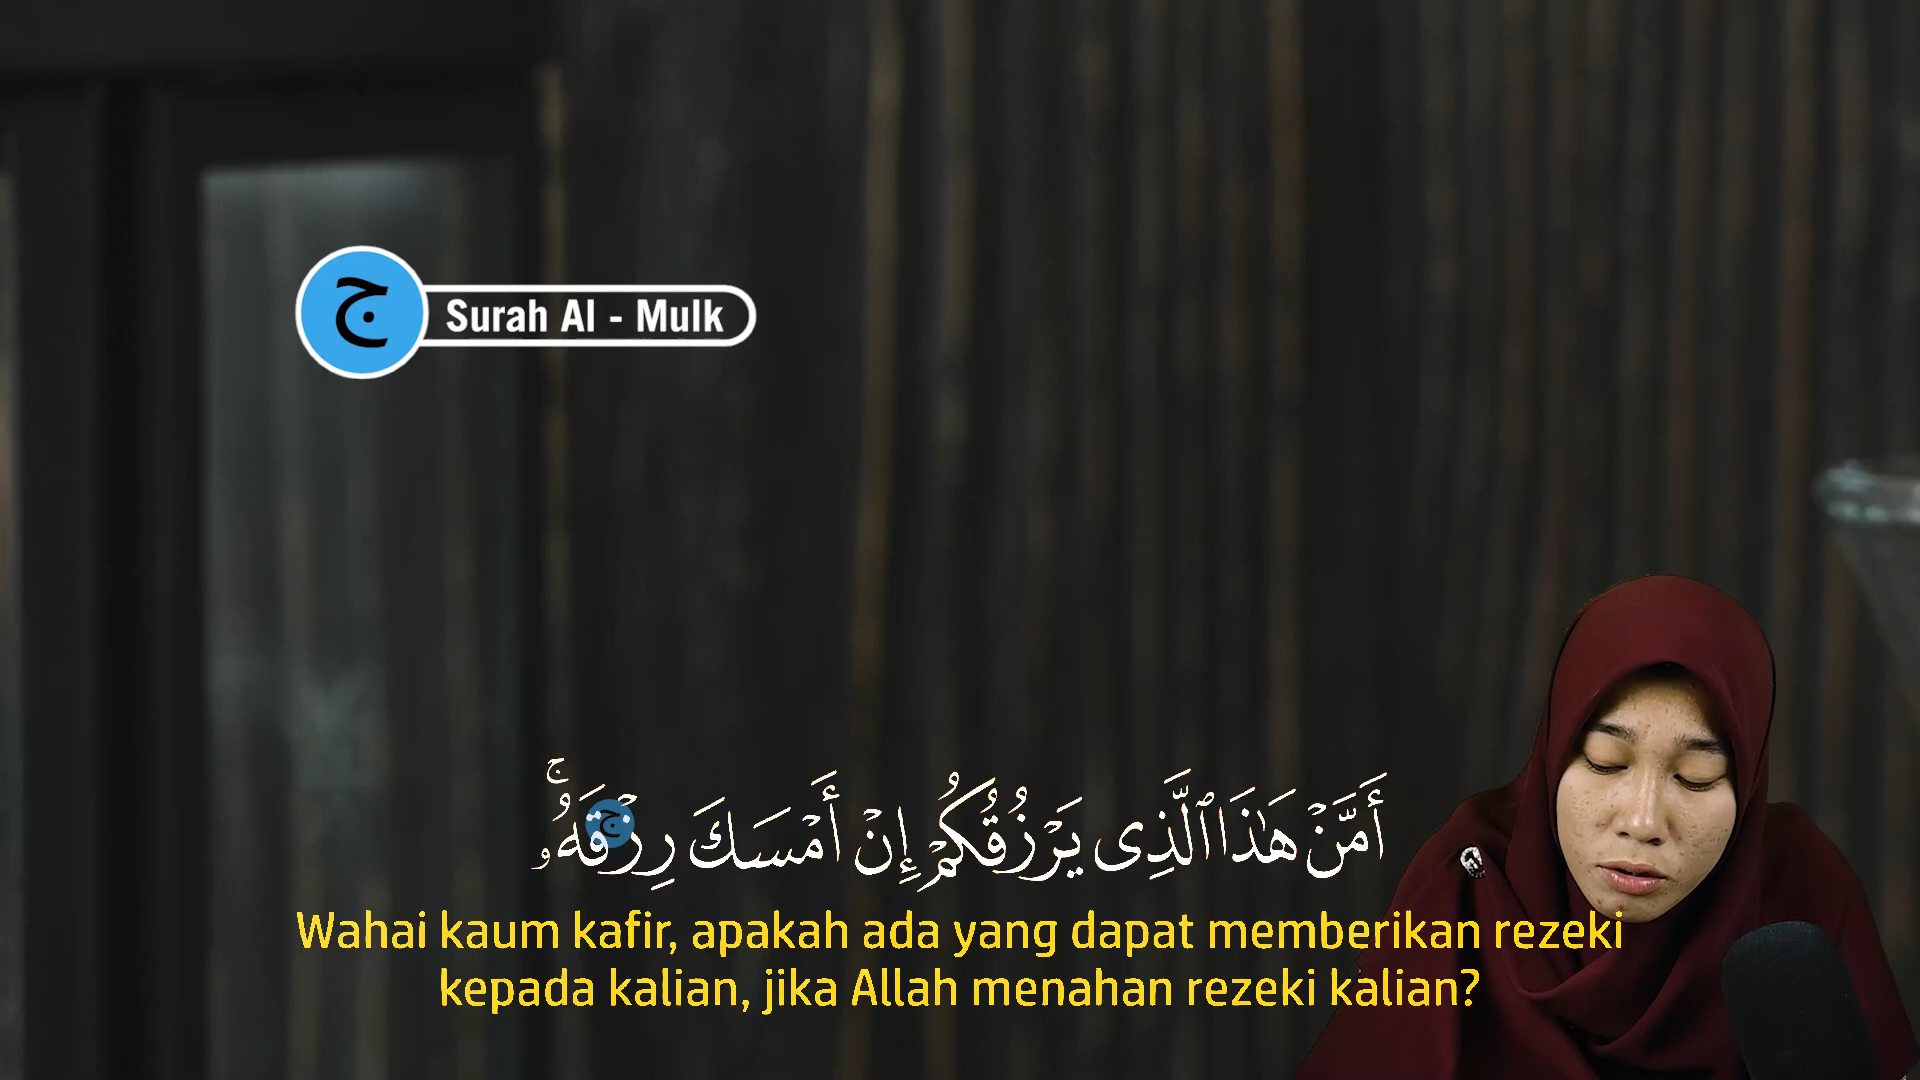 ج
Surah Al - Mulk
أَمَّنْ هَـٰذَا ٱلَّذِى يَرْزُقُكُمْ إِنْ أَمْسَكَ رِزْقَهُۥ ۚ
ج
Wahai kaum kafir, apakah ada yang dapat memberikan rezeki
kepada kalian, jika Allah menahan rezeki kalian?